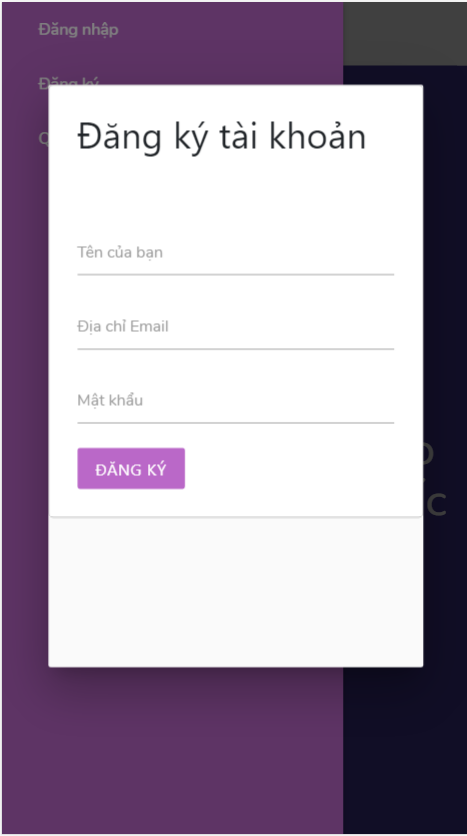 Đăng nhập
Đăng ký
Đăng ký tài khoản
Tên của bạn
Địa chỉ Email
Mật khẩu
ĐĂNG KÝ